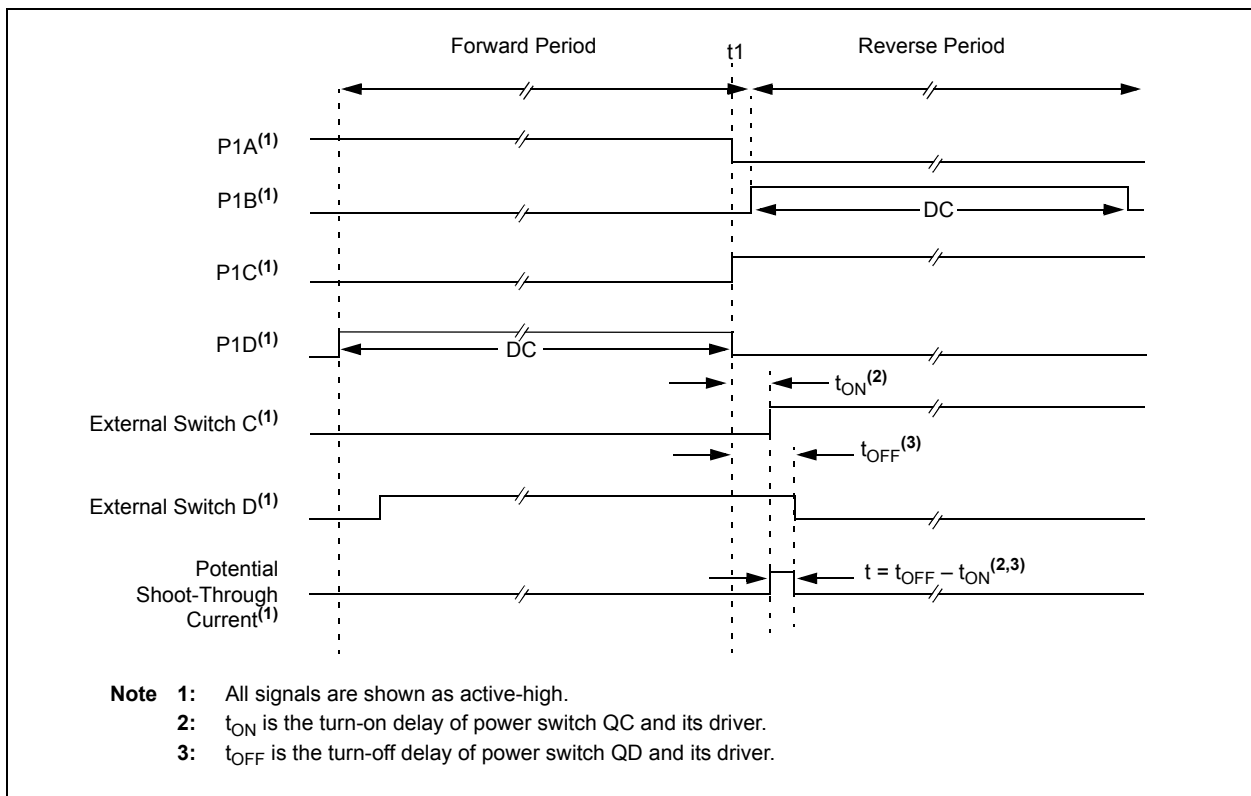 Forward Period
t1
Reverse Period
P1A(1)
P1B(1)
DC
P1C(1)
P1D(1)
DC
tON(2)
External Switch C(1)
tOFF(3)
External Switch D(1)
Potential
Shoot-Through
Current(1)
t = tOFF – tON(2,3)
Note 1: All signals are shown as active-high.
2: tON is the turn-on delay of power switch QC and its driver.
3: tOFF is the turn-off delay of power switch QD and its driver.